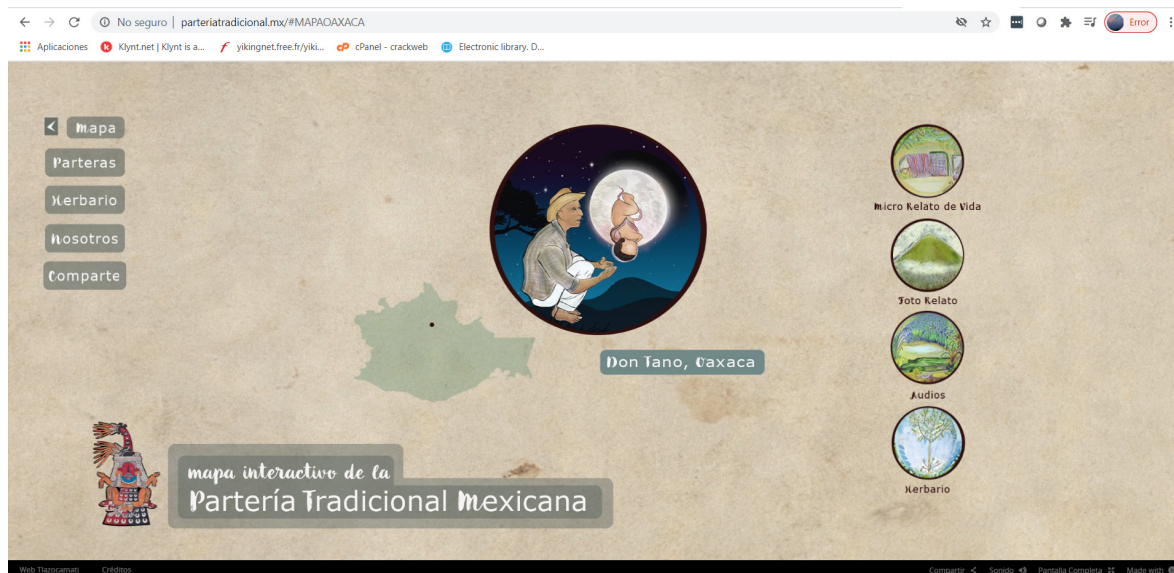 No seguro | parteriatradicional.mx/#MAPAOAXACA
Error
Aplicaciones
Klynt.net | Klynt is a...
yikingnet.free.fr/yiki...
cPanel - crackweb
Electronic library. D...
Mapa
Parteras
Herbario
Nosotros
Comparte
Micro Relato de Vida
Foto Relato
Audios
Herbario
Don Tano, Oaxaca
mapa interactivo de la
Partería Tradicional Mexicana
Web Tlazocamati
Créditos
Compartir
Sonido
Pantalla Completa
Made with